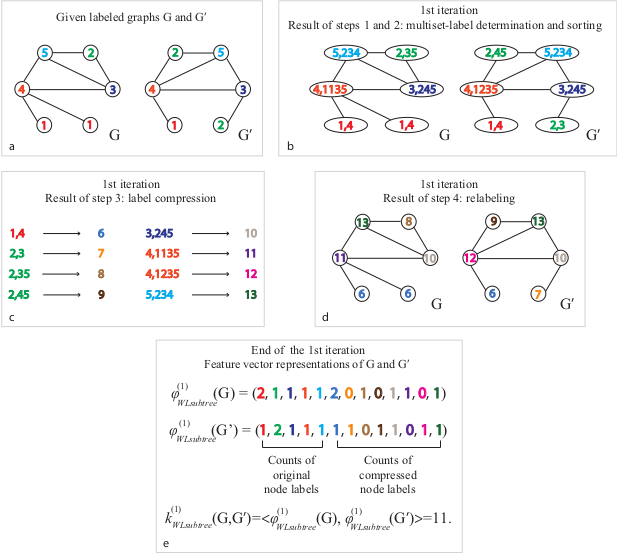 Given labeled graphs G and G′
5 2 2 5
4 3 4 3
1 1 1 2
G G′
a
1st iteration
Result of steps 1 and 2: multiset-label determination and sorting
5,234 2,35 2,45 5,234
4,1135 3,245 4,1235 3,245
1,4 1,4 1,4 2,3
G G′
b
1st iteration
Result of step 3: label compression
1,4 → 6 3,245 → 10
2,3 → 7 4,1135 → 11
2,35 → 8 4,1235 → 12
2,45 → 9 5,234 → 13
c
1st iteration
Result of step 4: relabeling
13 8 9 13
11 10 12 10
6 6 6 7
G G′
d
End of the 1st iteration
Feature vector representations of G and G′
φ(1)WLsubtree(G) = (2, 1, 1, 1, 1, 2, 0, 1, 0, 1, 1, 0, 1)
φ(1)WLsubtree(G’) = (1, 2, 1, 1, 1, 1, 1, 0, 1, 1, 0, 1, 1)
Counts of Counts of
original compressed
node labels node labels
k(1)WLsubtree(G,G′)=<φ(1)WLsubtree(G), φ(1)WLsubtree(G′)>=11.
e